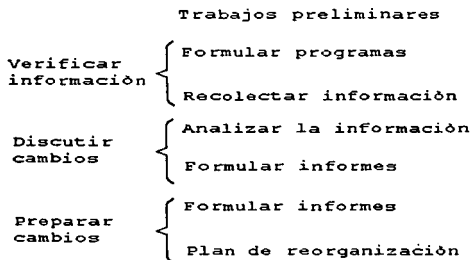 Trabajos preliminares
Verificar
información
Formular programas
Recolectar información
Discutir
cambios
Analizar la información
Formular informes
Preparar
cambios
Formular informes
Plan de reorganización